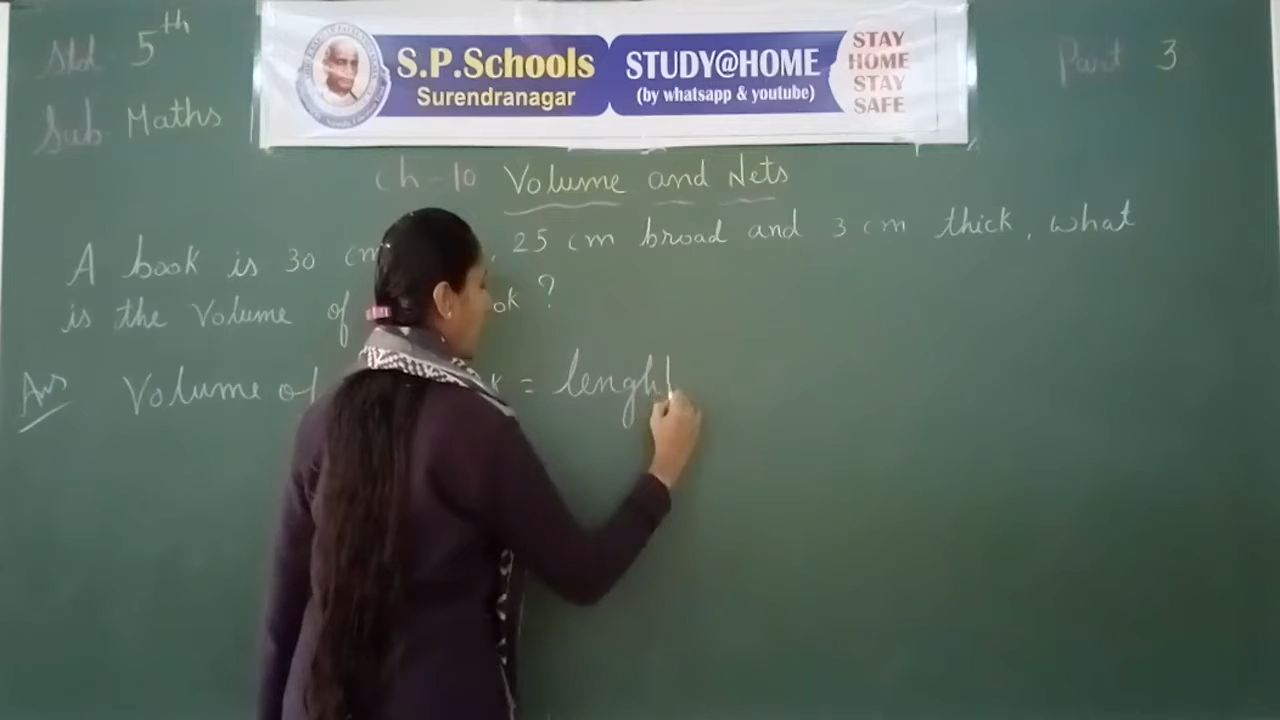 Std- 5th
Sub- Maths
S.P.Schools
Surendranagar
STUDY@HOME
(by whatsapp & youtube)
STAY
HOME
STAY
SAFE
Part 3
Ch-10 Volume and Nets
A book is 30 cm , 25 cm broad and 3 cm thick, what
is the Volume of ok ?
Ans Volume of k = lenght